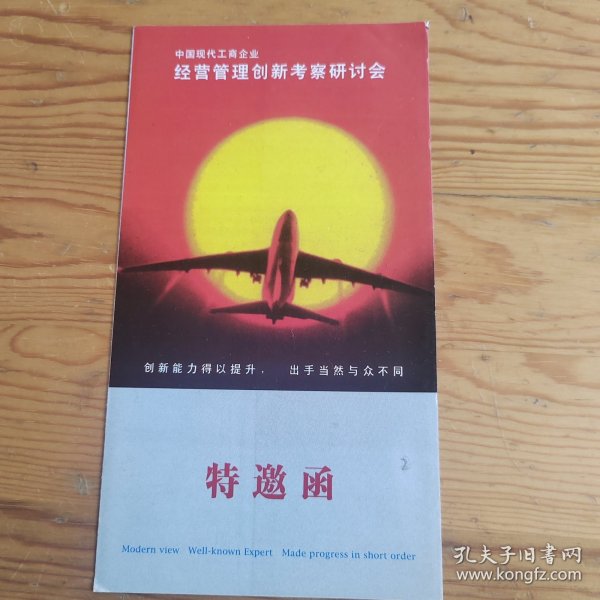 中国现代工商企业
经营管理创新考察研讨会
创新能力得以提升， 出手当然与众不同
2
特邀函
Modern view Well-known Expert Made progress in short order
孔夫子旧书网
www.kongfz.com